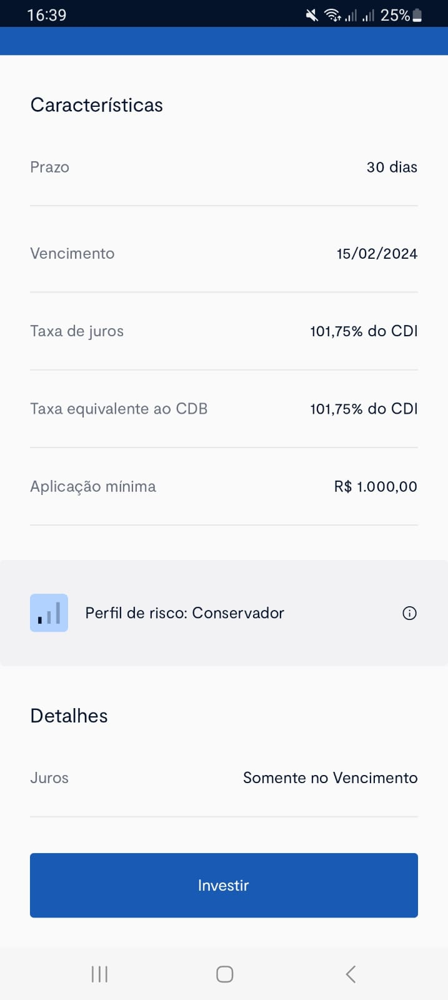 16:39
25%
Características
Prazo 30 dias
Vencimento 15/02/2024
Taxa de juros 101,75% do CDI
Taxa equivalente ao CDB 101,75% do CDI
Aplicação mínima R$ 1.000,00
Perfil de risco: Conservador
Detalhes
Juros Somente no Vencimento
Investir